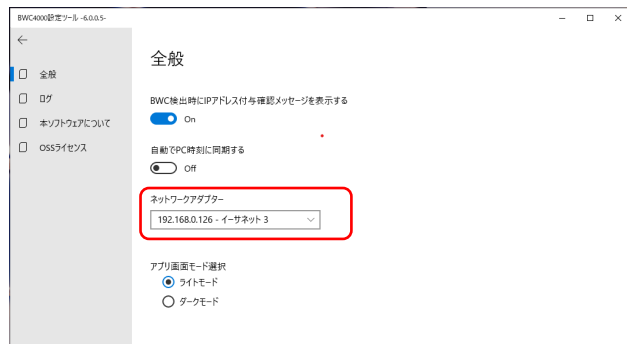 BWC4000設定ツール -6.0.0.5-
全般
ログ
本ソフトウェアについて
OSSライセンス
全般
BWC検出時にIPアドレス付与確認メッセージを表示する
On
自動でPC時刻に同期する
Off
ネットワークアダプター
192.168.0.126 - イーサネット 3
アプリ画面モード選択
ライトモード
ダークモード